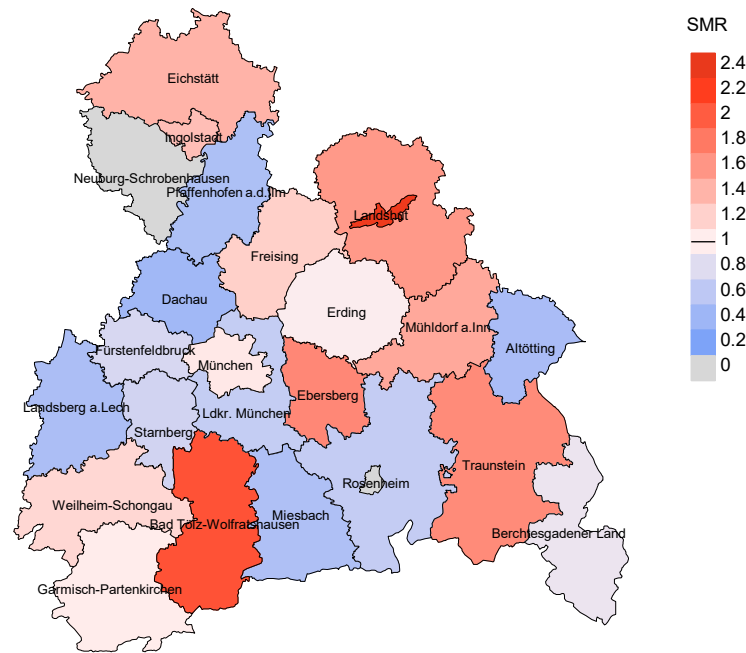 SMR
2.4
2.2
2
1.8
1.6
1.4
1.2
1
0.8
0.6
0.4
0.2
0
Eichstätt
Ingolstadt
Neuburg-Schrobenhausen
Pfaffenhofen a.d.Ilm
Landshut
Freising
Dachau
Erding
Mühldorf a.Inn
Altötting
Fürstenfeldbruck
München
Ebersberg
Landsberg a.Lech
Ldkr. München
Starnberg
Traunstein
Rosenheim
Weilheim-Schongau
Miesbach
Bad Tölz-Wolfratshausen
Berchtesgadener Land
Garmisch-Partenkirchen